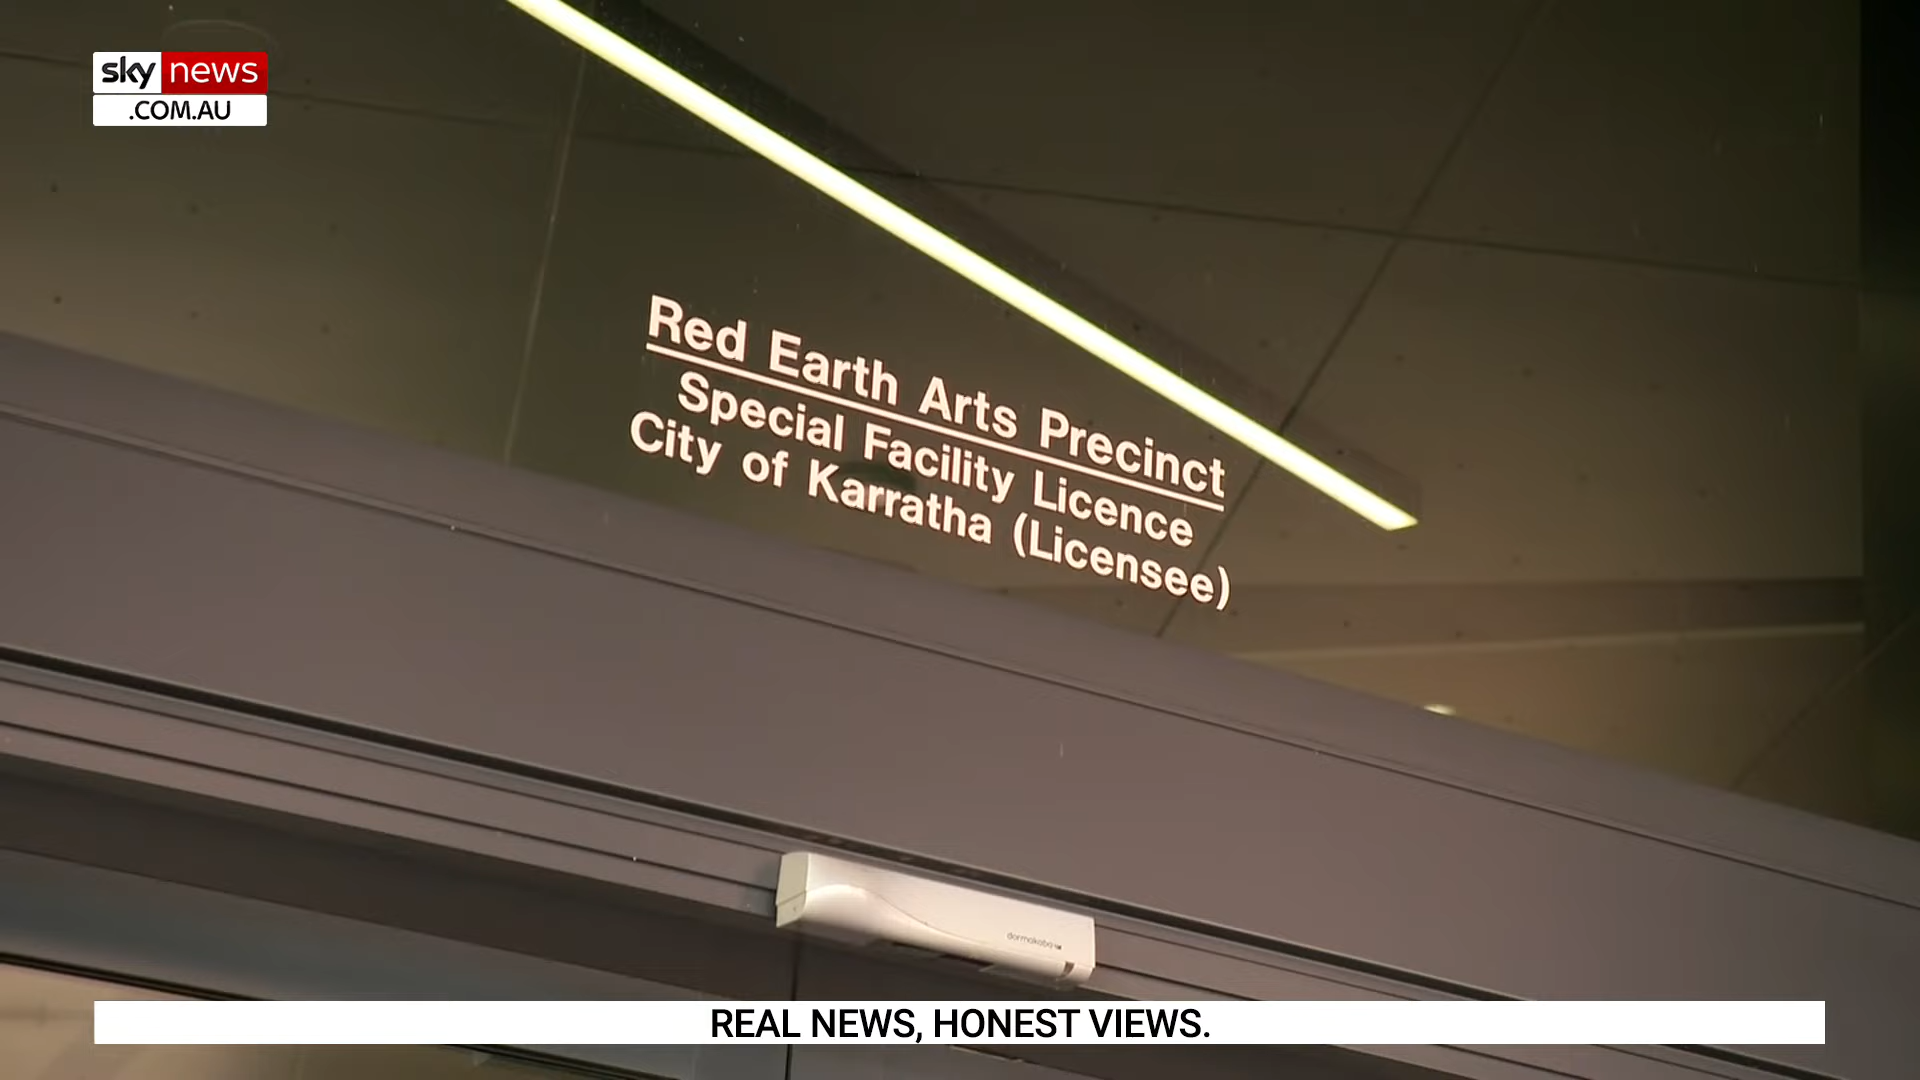 sky news
.COM.AU
Red Earth Arts Precinct
Special Facility Licence
City of Karratha (Licensee)
dormakaba
REAL NEWS, HONEST VIEWS.